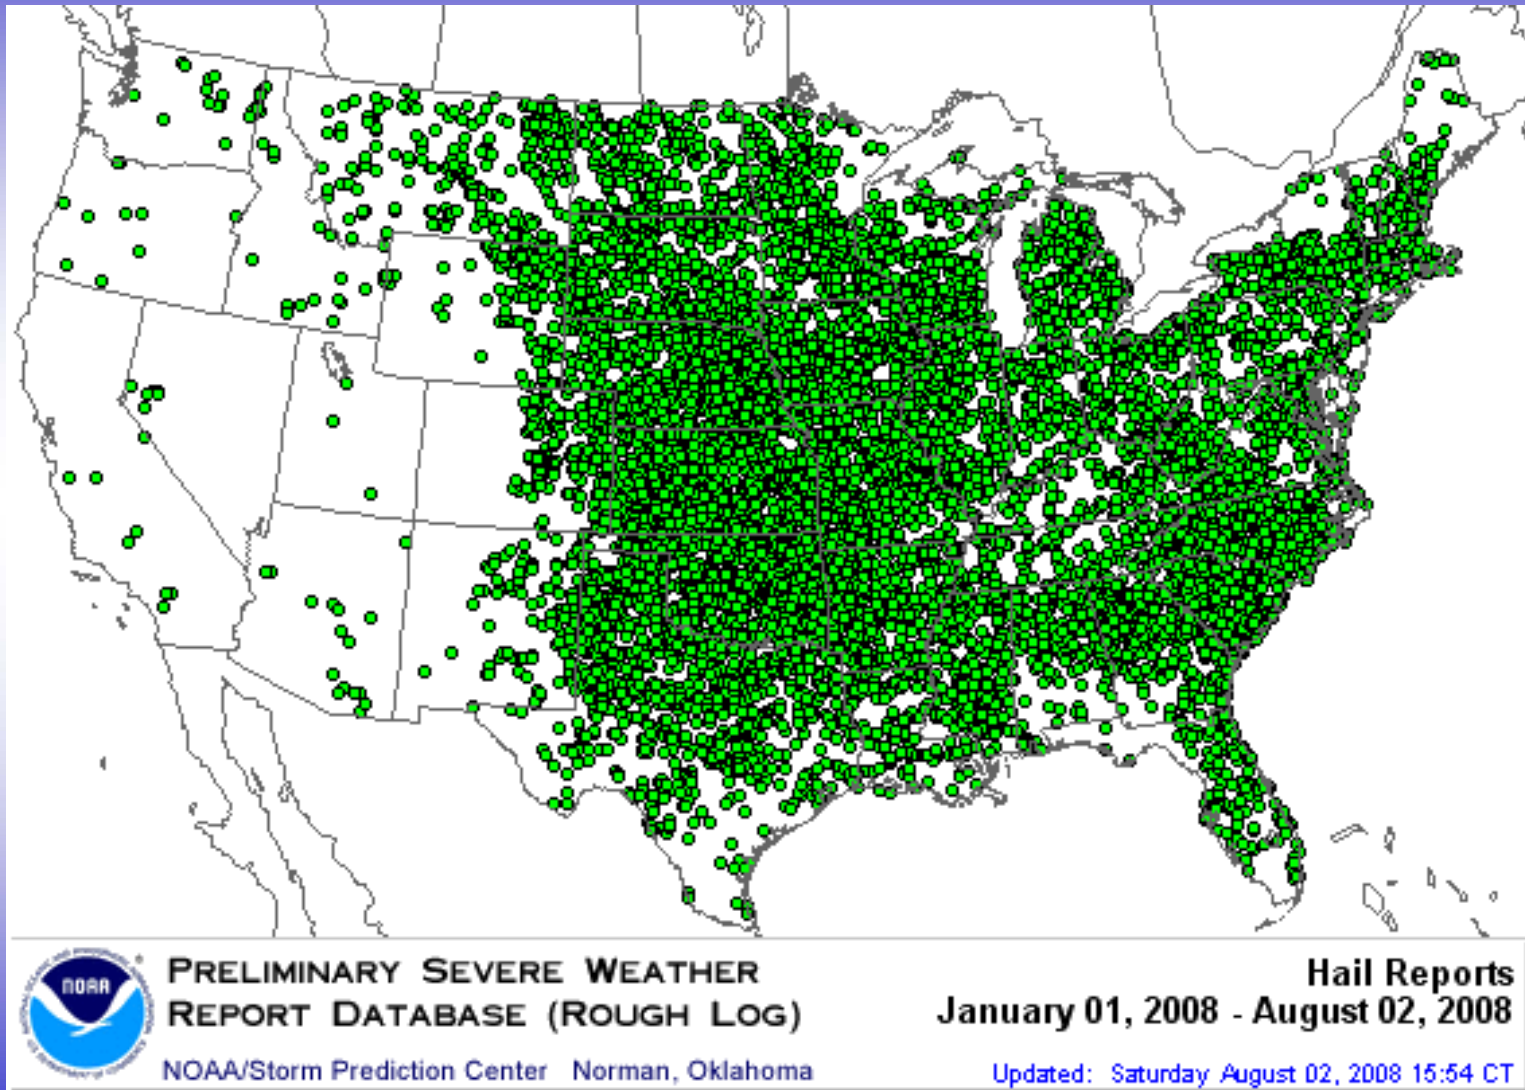 NOAA
PRELIMINARY SEVERE WEATHER
REPORT DATABASE (ROUGH LOG)
NOAA/Storm Prediction Center Norman, Oklahoma
Hail Reports
January 01, 2008 - August 02, 2008
Updated: Saturday August 02, 2008 15:54 CT